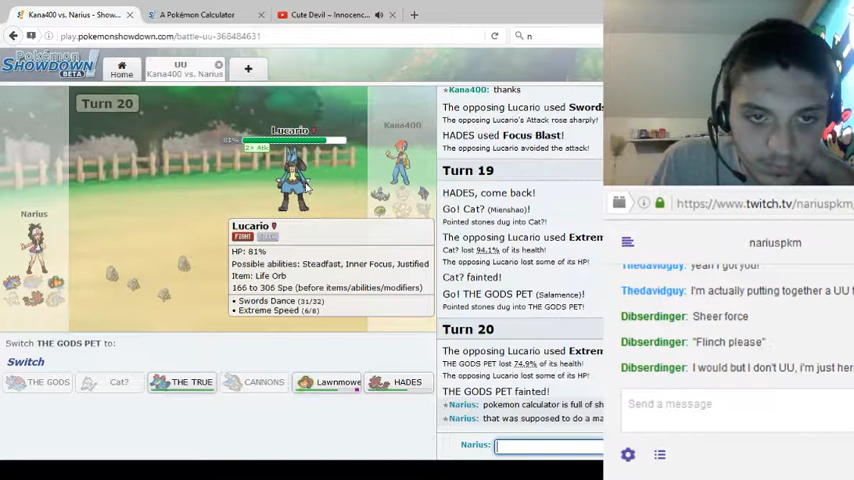 Kana400 vs. Narius - Show...
A Pokémon Calculator
Cute Devil ~ Innocenc...
play.pokemonshowdown.com/battle-uu-368484631
n
Pokémon
Showdown
BETA
Home
UU
Kana400 vs. Narius
Turn 20
Lucario
81%
2× Atk
Kana400
Narius
Lucario
FIGHT
HP: 81%
Possible abilities: Steadfast, Inner Focus, Justified
Item: Life Orb
166 to 306 Spe (before items/abilities/modifiers)
• Swords Dance (31/32)
• Extreme Speed (6/8)
Switch THE GODS PET to:
Switch
THE GODS
Cat?
THE TRUE
CANNONS
Lawnmowe
HADES
Kana400: thanks
The opposing Lucario used Swords
The opposing Lucario's Attack rose sharply!
HADES used Focus Blast!
The opposing Lucario avoided the attack!
Turn 19
HADES, come back!
Go! Cat? (Mienshao)
Pointed stones dug into Cat?!
The opposing Lucario used Extrem
Cat? lost 94.1% of its health!
The opposing Lucario lost some of its HP!
Cat? fainted!
Go! THE GODS PET (Salamence)!
Pointed stones dug into THE GODS PET!
Turn 20
The opposing Lucario used Extrem
THE GODS PET lost 74.9% of its health!
The opposing Lucario lost some of its HP!
THE GODS PET fainted!
Narius: pokemon calculator is full of sh
Narius: that was supposed to do a ma
Narius:
https://www.twitch.tv/nariuspkm
nariuspkm
Thedavidguy: yeah I got you!
Thedavidguy: I'm actually putting together a UU t
Dibserdinger: Sheer force
Dibserdinger: "Flinch please"
Dibserdinger: I would but I don't UU, i'm just her
Send a message